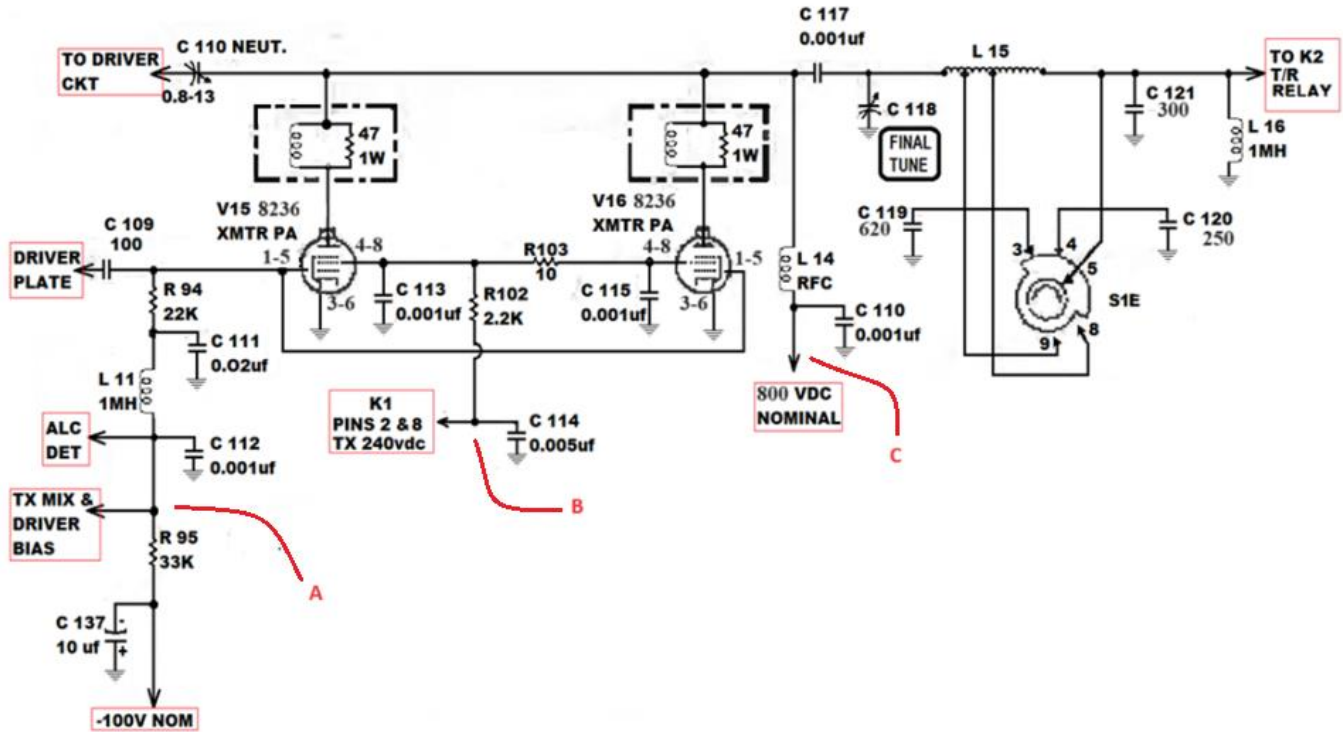 TO DRIVER
CKT
C 110 NEUT.
0.8-13
C 117
0.001uf
L 15
TO K2
T/R
RELAY
47
1W
47
1W
C 118
FINAL
TUNE
C 121
300
L 16
1MH
V15 8236
XMTR PA
V16 8236
XMTR PA
C 119
620
C 120
250
3
4
5
8
9
S1E
C 109
100
DRIVER
PLATE
1-5
4-8
3-6
R103
10
4-8
1-5
3-6
R 94
22K
C 113
0.001uf
R102
2.2K
C 115
0.001uf
L 14
RFC
C 110
0.001uf
C 111
0.02uf
L 11
1MH
800 VDC
NOMINAL
K1
PINS 2 & 8
TX 240vdc
C 114
0.005uf
C
ALC
DET
C 112
0.001uf
B
TX MIX &
DRIVER
BIAS
R 95
33K
A
C 137
10 uf
-
+
-100V NOM